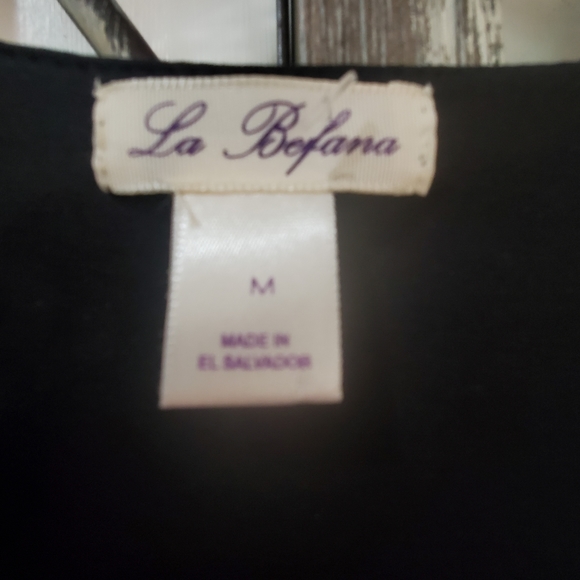 La Befana
M
MADE IN
EL SALVADOR